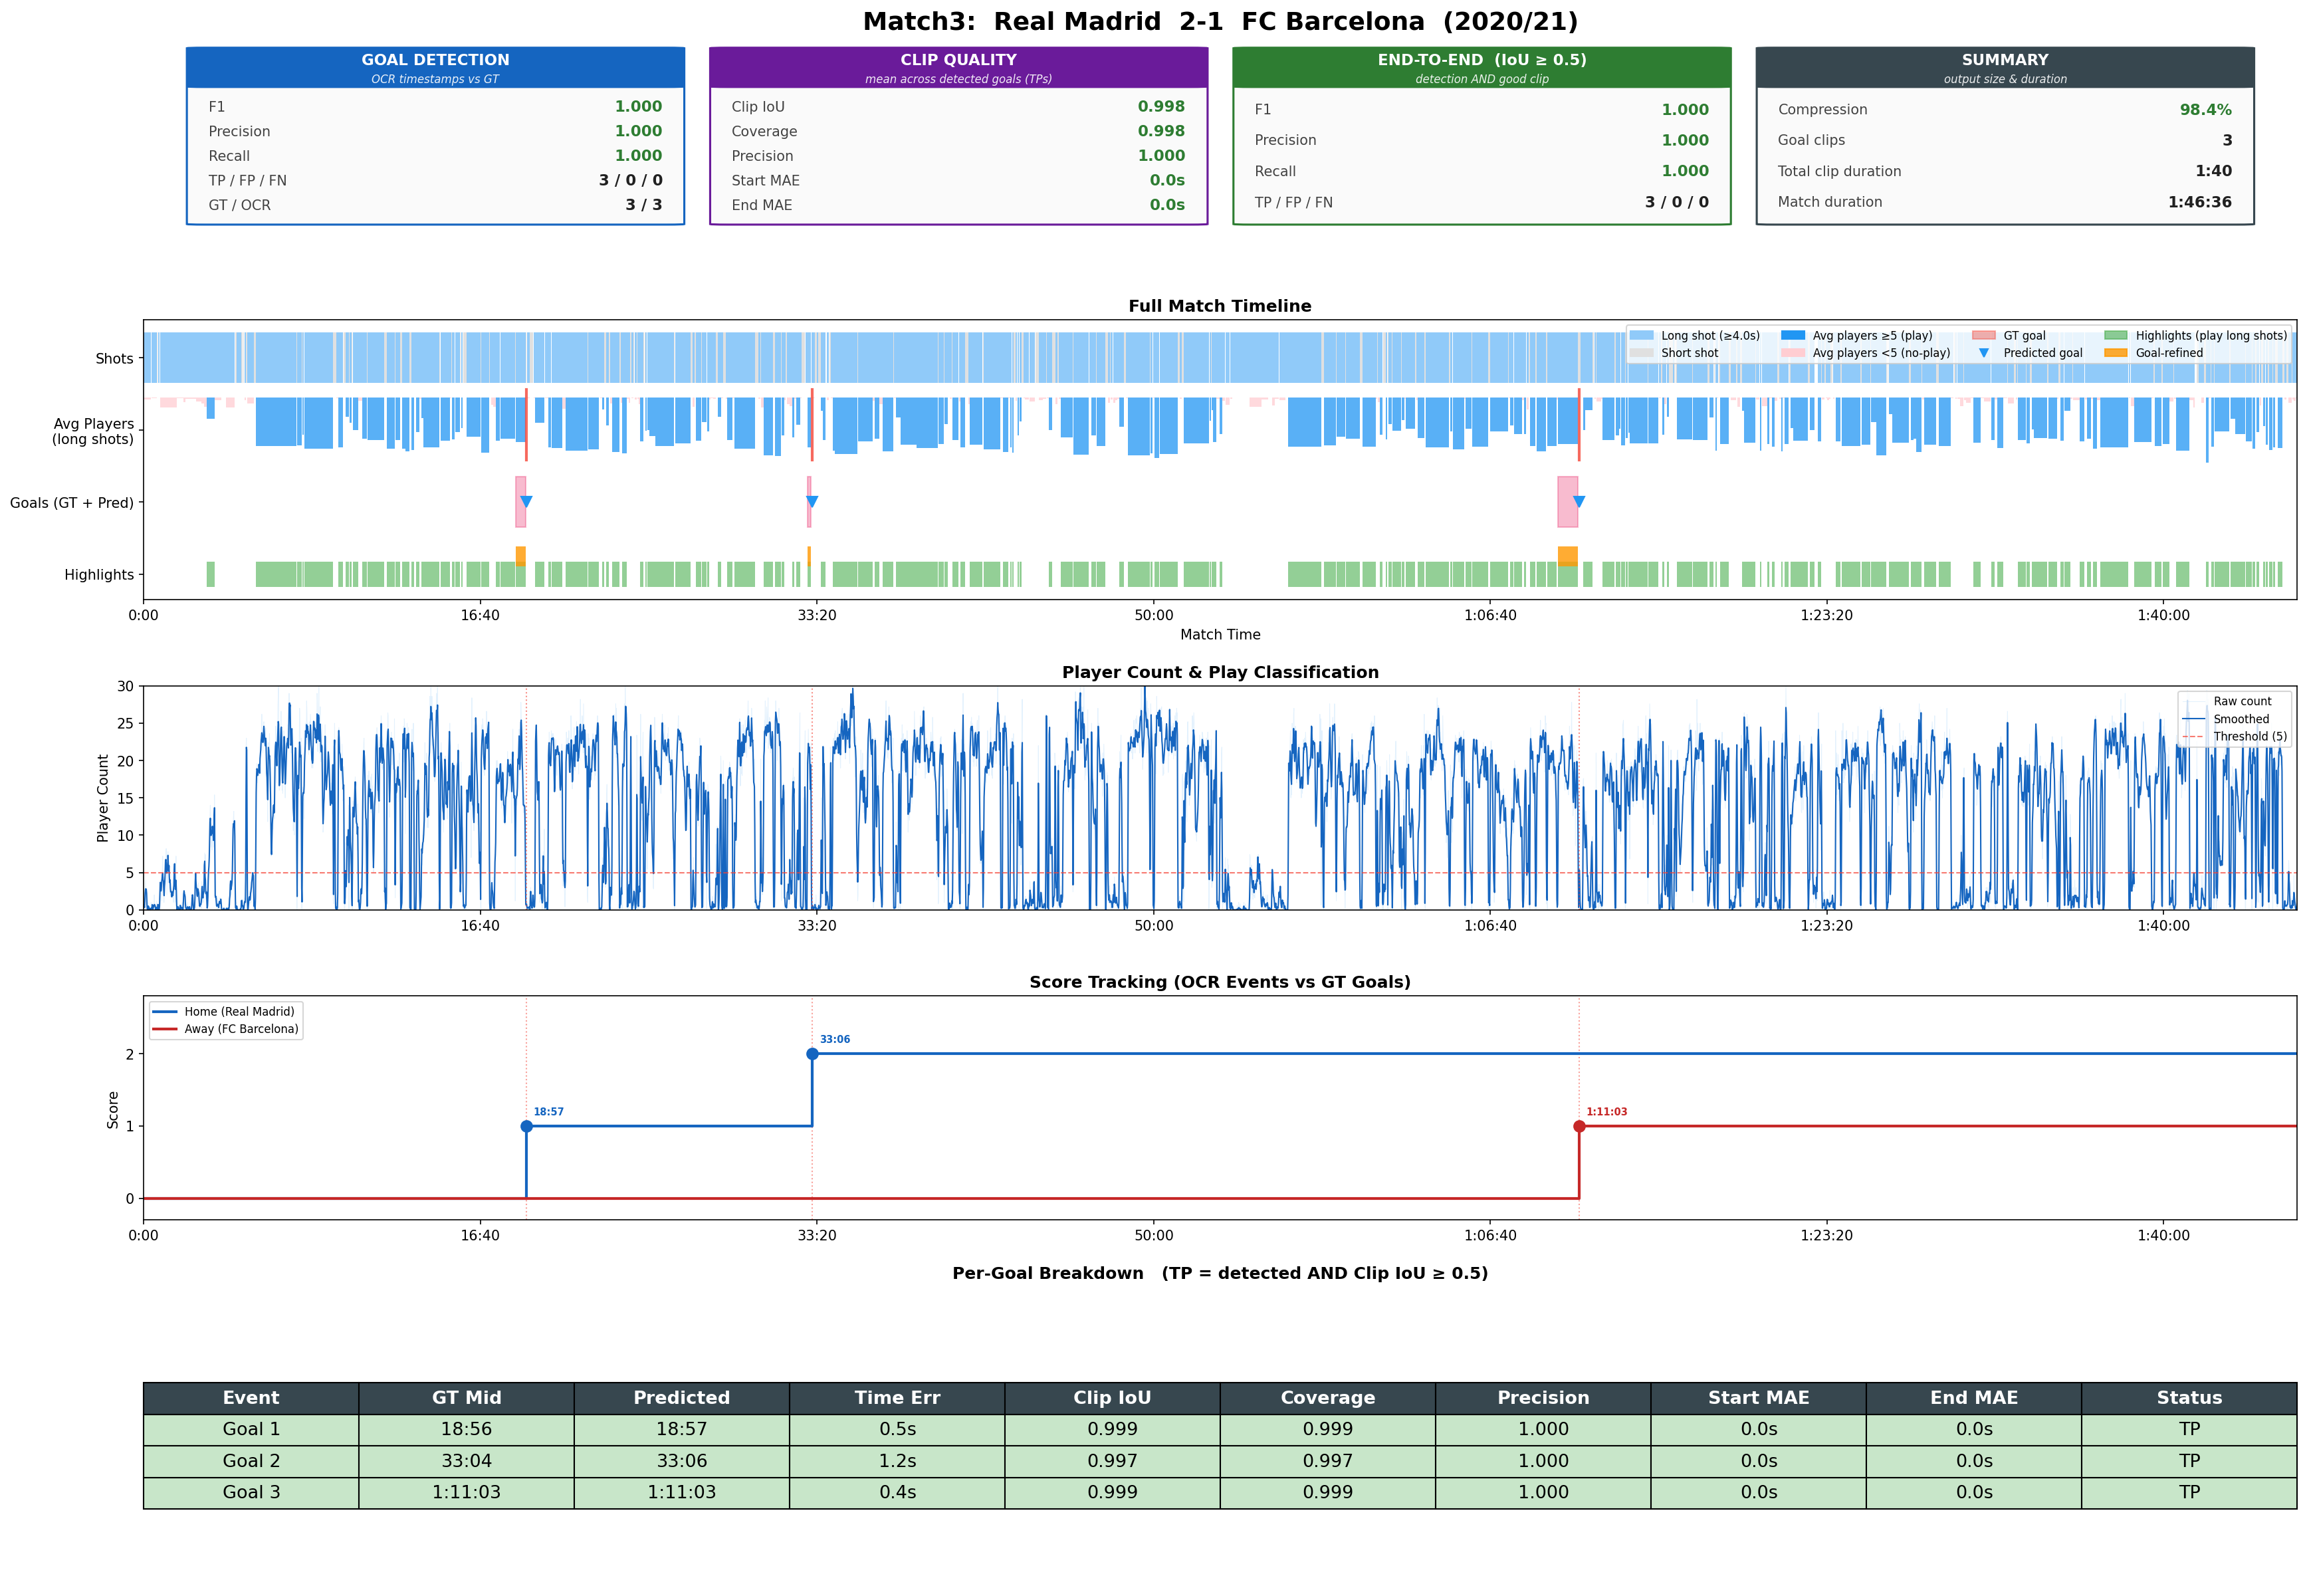 Match3:  Real Madrid  2-1  FC Barcelona  (2020/21)
GOAL DETECTION
OCR timestamps vs GT
F1 1.000
Precision 1.000
Recall 1.000
TP / FP / FN 3 / 0 / 0
GT / OCR 3 / 3
CLIP QUALITY
mean across detected goals (TPs)
Clip IoU 0.998
Coverage 0.998
Precision 1.000
Start MAE 0.0s
End MAE 0.0s
END-TO-END  (IoU ≥ 0.5)
detection AND good clip
F1 1.000
Precision 1.000
Recall 1.000
TP / FP / FN 3 / 0 / 0
SUMMARY
output size & duration
Compression 98.4%
Goal clips 3
Total clip duration 1:40
Match duration 1:46:36
Full Match Timeline
Long shot (≥4.0s) Avg players ≥5 (play) GT goal Highlights (play long shots)
Short shot Avg players <5 (no-play) Predicted goal Goal-refined
Shots
Avg Players
(long shots)
Goals (GT + Pred)
Highlights
0:00 16:40 33:20 50:00 1:06:40 1:23:20 1:40:00
Match Time
Player Count & Play Classification
Raw count
Smoothed
Threshold (5)
Player Count
30
25
20
15
10
5
0
0:00 16:40 33:20 50:00 1:06:40 1:23:20 1:40:00
Score Tracking (OCR Events vs GT Goals)
Home (Real Madrid)
Away (FC Barcelona)
33:06
18:57
1:11:03
Score
2
1
0
0:00 16:40 33:20 50:00 1:06:40 1:23:20 1:40:00
Per-Goal Breakdown   (TP = detected AND Clip IoU ≥ 0.5)
Event GT Mid Predicted Time Err Clip IoU Coverage Precision Start MAE End MAE Status
Goal 1 18:56 18:57 0.5s 0.999 0.999 1.000 0.0s 0.0s TP
Goal 2 33:04 33:06 1.2s 0.997 0.997 1.000 0.0s 0.0s TP
Goal 3 1:11:03 1:11:03 0.4s 0.999 0.999 1.000 0.0s 0.0s TP